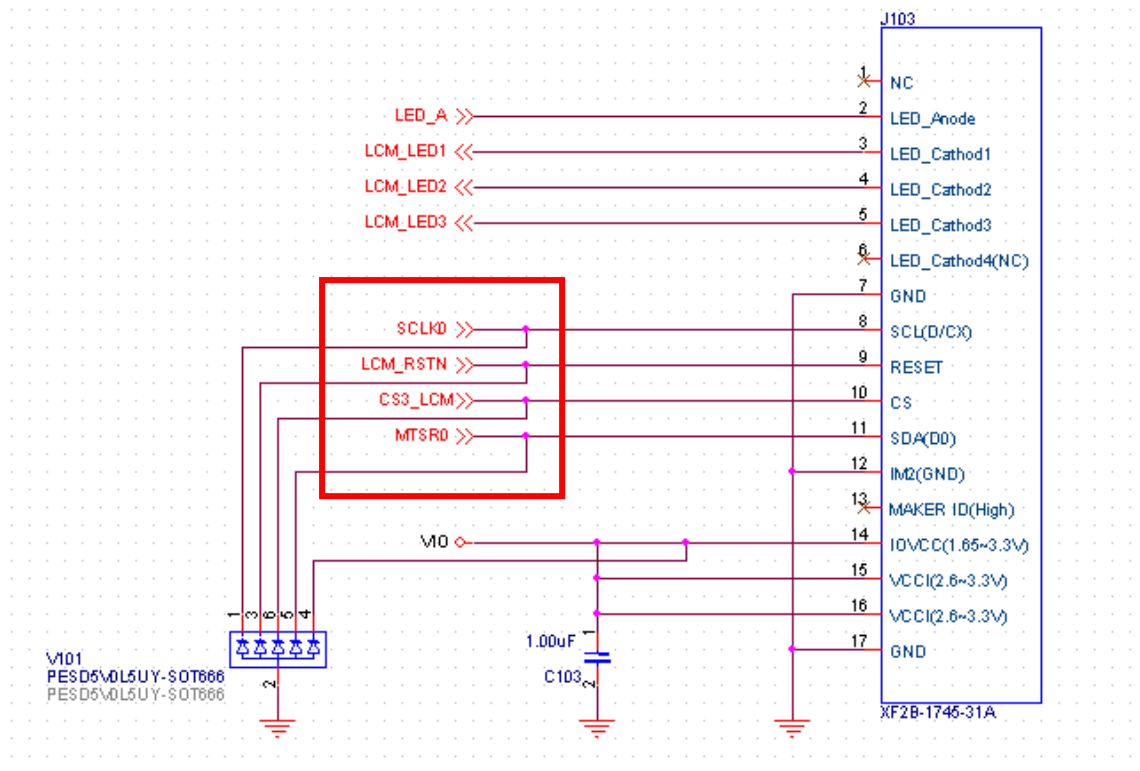 J103
1
NC
LED_A
2
LED_Anode
LCM_LED1
3
LED_Cathod1
LCM_LED2
4
LED_Cathod2
LCM_LED3
5
LED_Cathod3
6
LED_Cathod4(NC)
7
GND
SCLK0
8
SCL(D/CX)
LCM_RSTN
9
RESET
CS3_LCM
10
CS
MTSR0
11
SDA(D0)
12
IM2(GND)
13
MAKER ID(High)
VIO
14
IOVCC(1.65~3.3V)
15
VCCI(2.6~3.3V)
16
VCCI(2.6~3.3V)
17
GND
1 3 6 5 4
V101
PESD5V0L5UY-SOT666
PESD5V0L5UY-SOT666
2
1.00uF
1
C103
2
XF2B-1745-31A